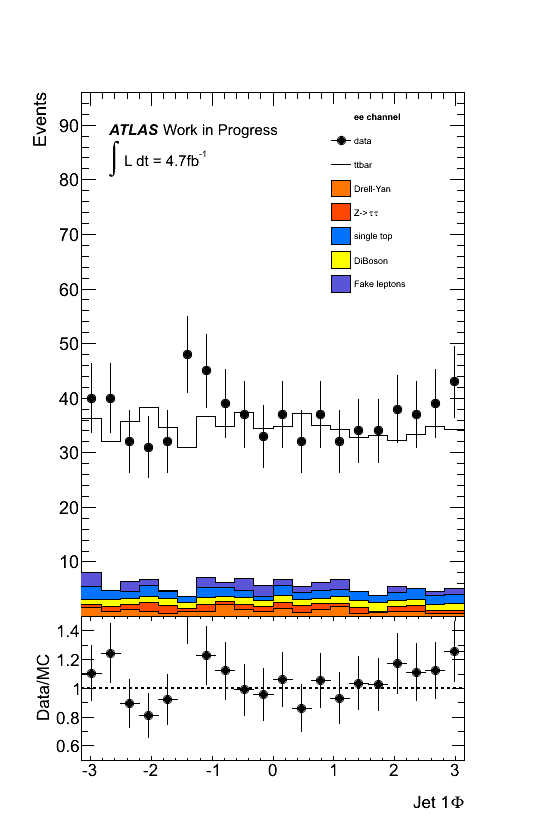 Events
90
80
70
60
50
40
30
20
10
ATLAS Work in Progress
∫ L dt = 4.7fb⁻¹
ee channel
data
ttbar
Drell-Yan
Z->ττ
single top
DiBoson
Fake leptons
Data/MC
1.4
1.2
1
0.8
0.6
-3 -2 -1 0 1 2 3
Jet 1Φ